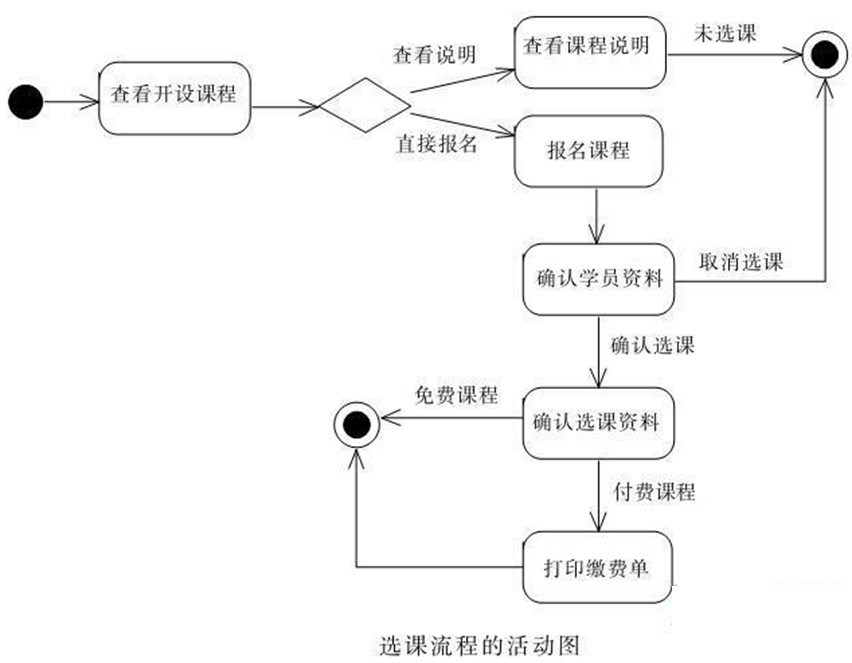 查看开设课程
查看说明
查看课程说明
未选课
直接报名
报名课程
确认学员资料
取消选课
确认选课
免费课程
确认选课资料
付费课程
打印缴费单
选课流程的活动图